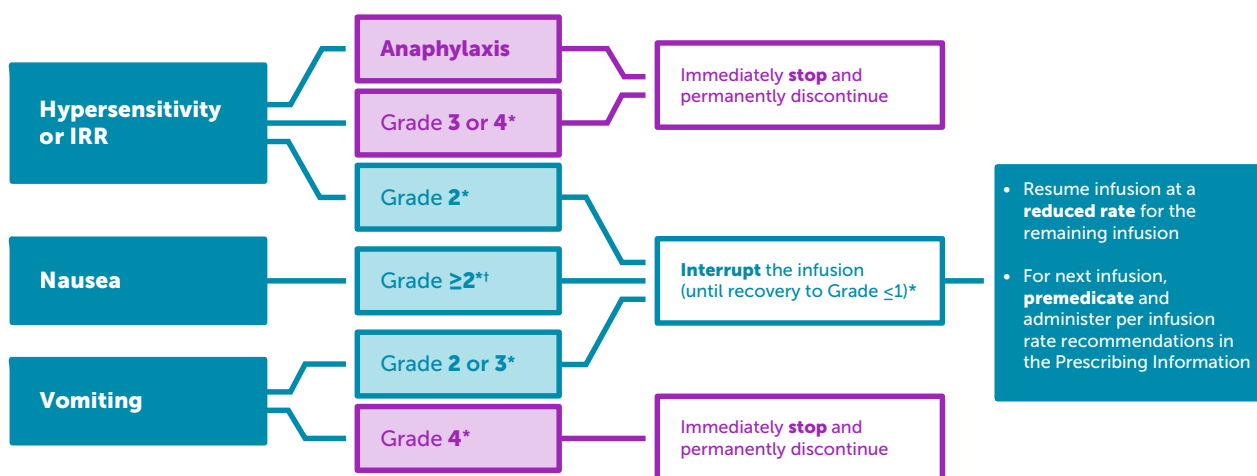 Hypersensitivity
or IRR
Anaphylaxis
Grade 3 or 4*
Immediately stop and
permanently discontinue
Grade 2*
Nausea
Grade ≥2*†
Vomiting
Grade 2 or 3*
Interrupt the infusion
(until recovery to Grade ≤1)*
• Resume infusion at a
reduced rate for the
remaining infusion
• For next infusion,
premedicate and
administer per infusion
rate recommendations in
the Prescribing Information
Grade 4*
Immediately stop and
permanently discontinue